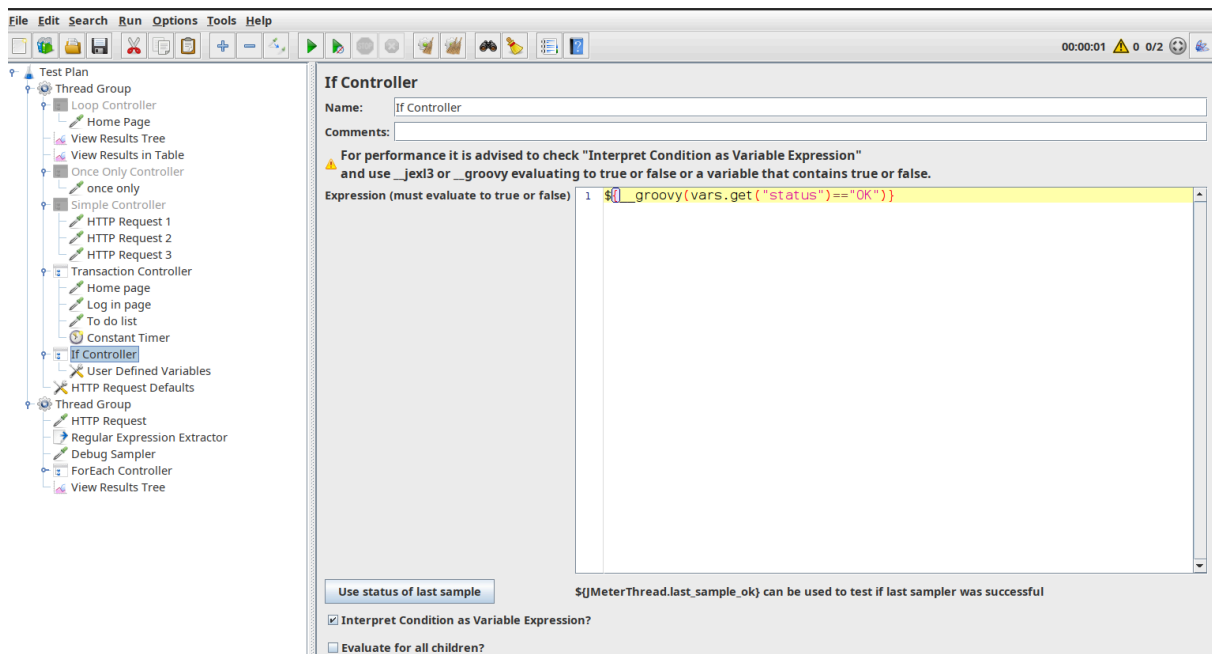 File Edit Search Run Options Tools Help
00:00:01 0 0/2
Test Plan
Thread Group
Loop Controller
Home Page
View Results Tree
View Results in Table
Once Only Controller
once only
Simple Controller
HTTP Request 1
HTTP Request 2
HTTP Request 3
Transaction Controller
Home page
Log in page
To do list
Constant Timer
If Controller
User Defined Variables
HTTP Request Defaults
Thread Group
HTTP Request
Regular Expression Extractor
Debug Sampler
ForEach Controller
View Results Tree
If Controller
Name: If Controller
Comments:
For performance it is advised to check "Interpret Condition as Variable Expression"
and use __jexl3 or __groovy evaluating to true or false or a variable that contains true or false.
Expression (must evaluate to true or false) 1 ${__groovy(vars.get("status")=="OK")}
Use status of last sample ${JMeterThread.last_sample_ok} can be used to test if last sampler was successful
Interpret Condition as Variable Expression?
Evaluate for all children?